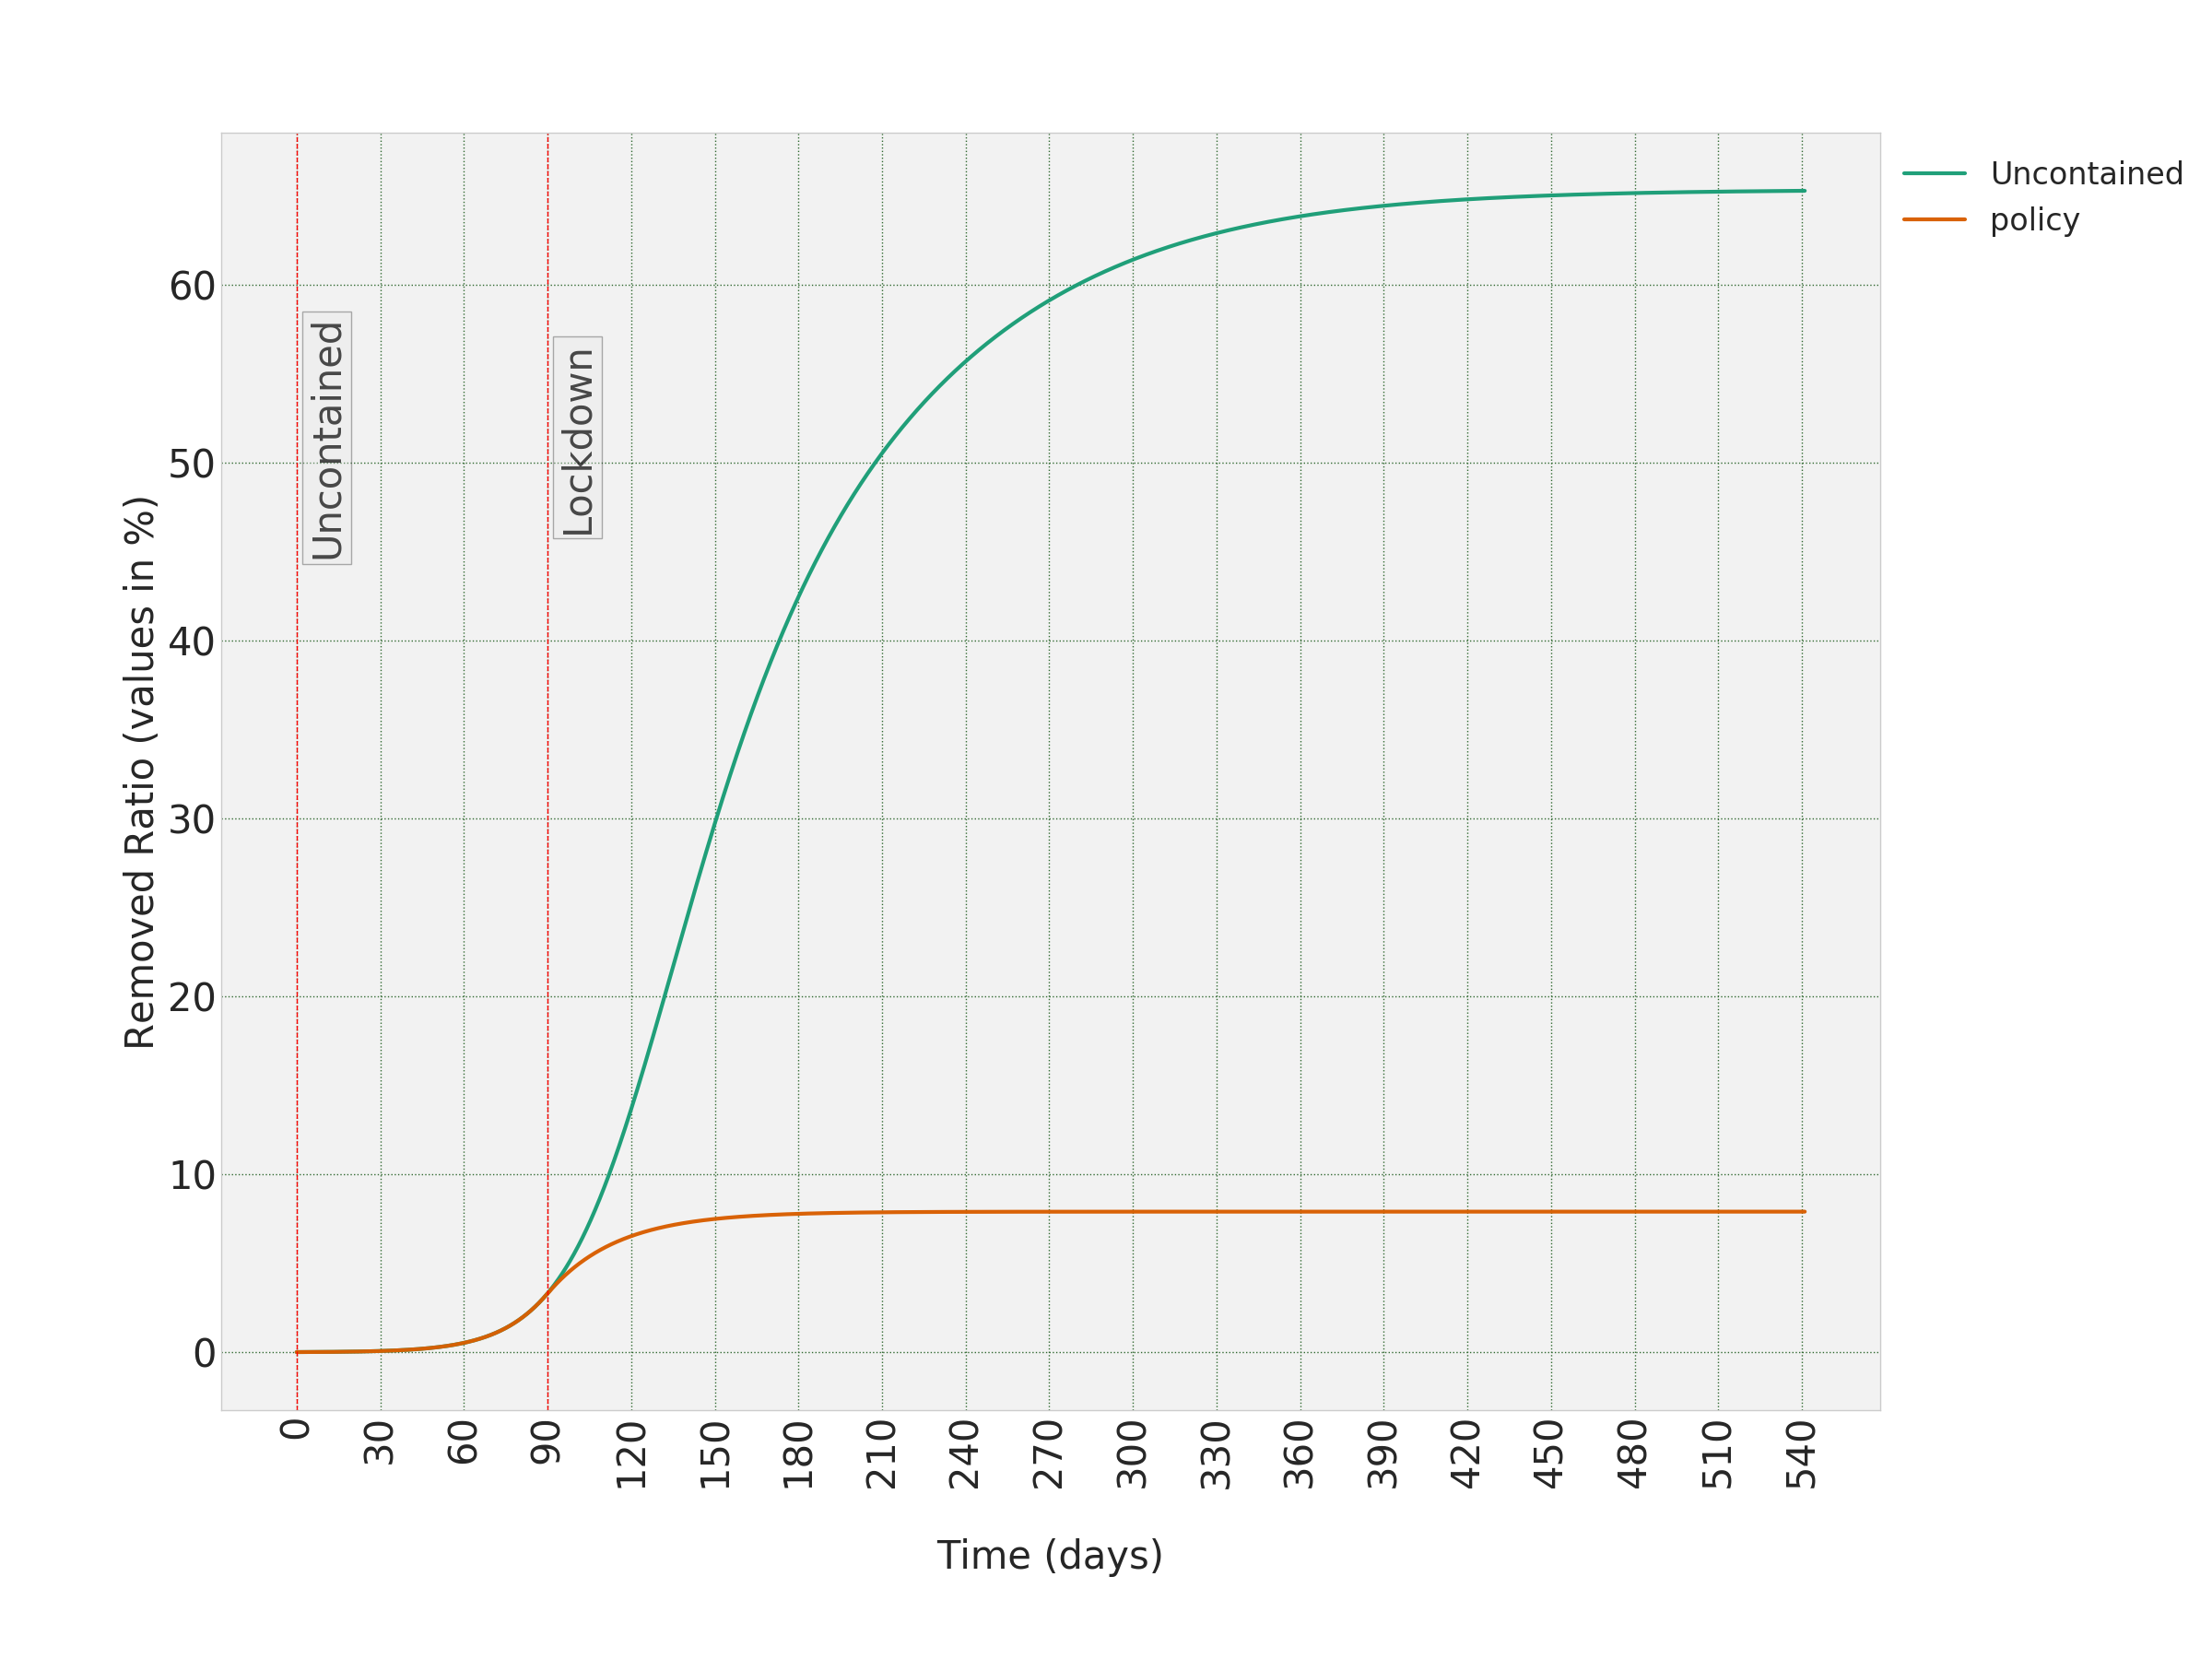 Uncontained
policy
Uncontained
Lockdown
Removed Ratio (values in %)
60
50
40
30
20
10
0
0 30 60 90 120 150 180 210 240 270 300 330 360 390 420 450 480 510 540
Time (days)